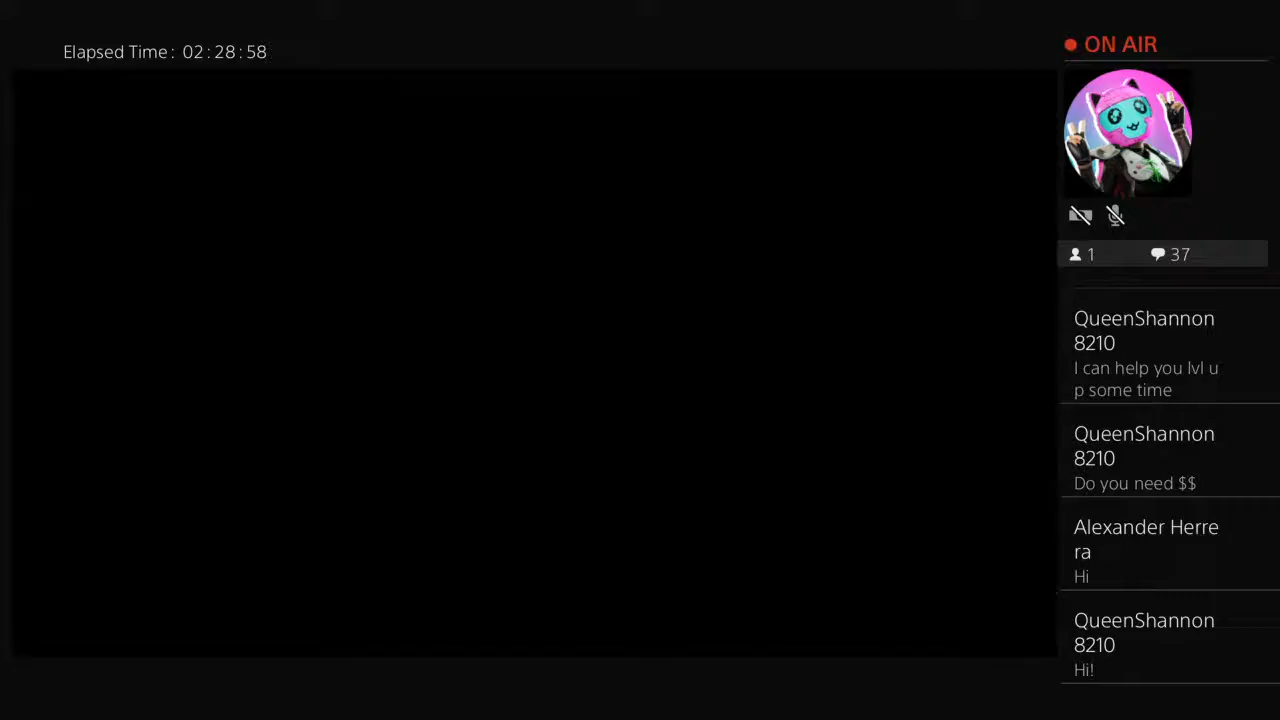 Elapsed Time: 02:28:58
ON AIR
1 37
QueenShannon
8210
I can help you lvl u
p some time
QueenShannon
8210
Do you need $$
Alexander Herre
ra
Hi
QueenShannon
8210
Hi!